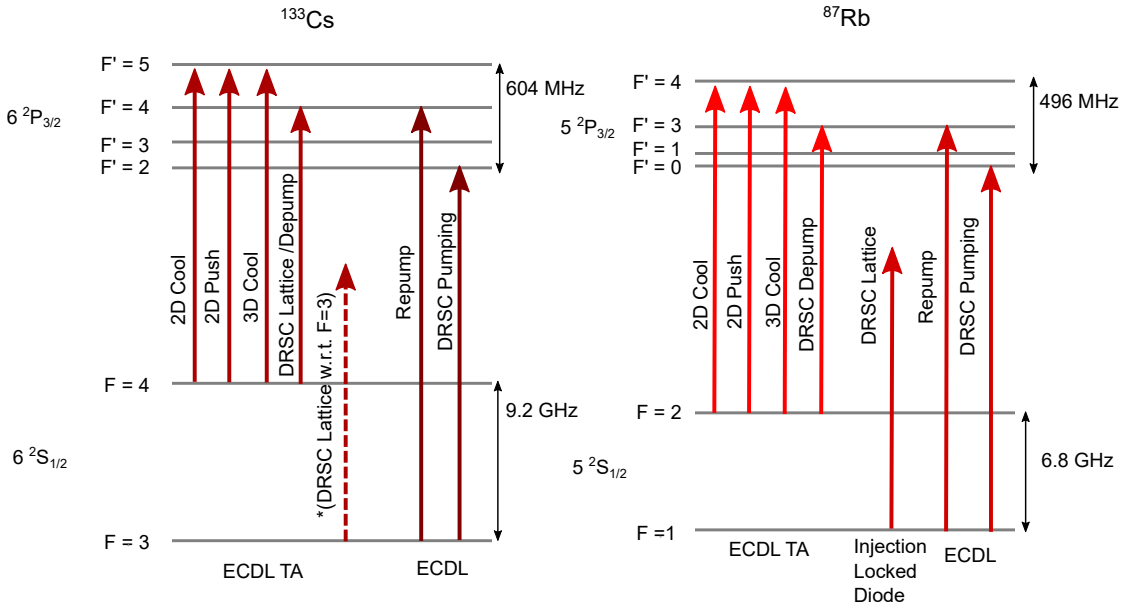 ¹³³Cs
F' = 5
F' = 4
F' = 3
F' = 2
6 ²P₃/₂
604 MHz
2D Cool
2D Push
3D Cool
DRSC Lattice /Depump
*(DRSC Lattice w.r.t. F=3)
Repump
DRSC Pumping
F = 4
9.2 GHz
6 ²S₁/₂
F = 3
ECDL TA
ECDL
⁸⁷Rb
F' = 4
F' = 3
F' = 1
F' = 0
5 ²P₃/₂
496 MHz
2D Cool
2D Push
3D Cool
DRSC Depump
DRSC Lattice
Repump
DRSC Pumping
F = 2
6.8 GHz
5 ²S₁/₂
F =1
ECDL TA
Injection
Locked
Diode
ECDL